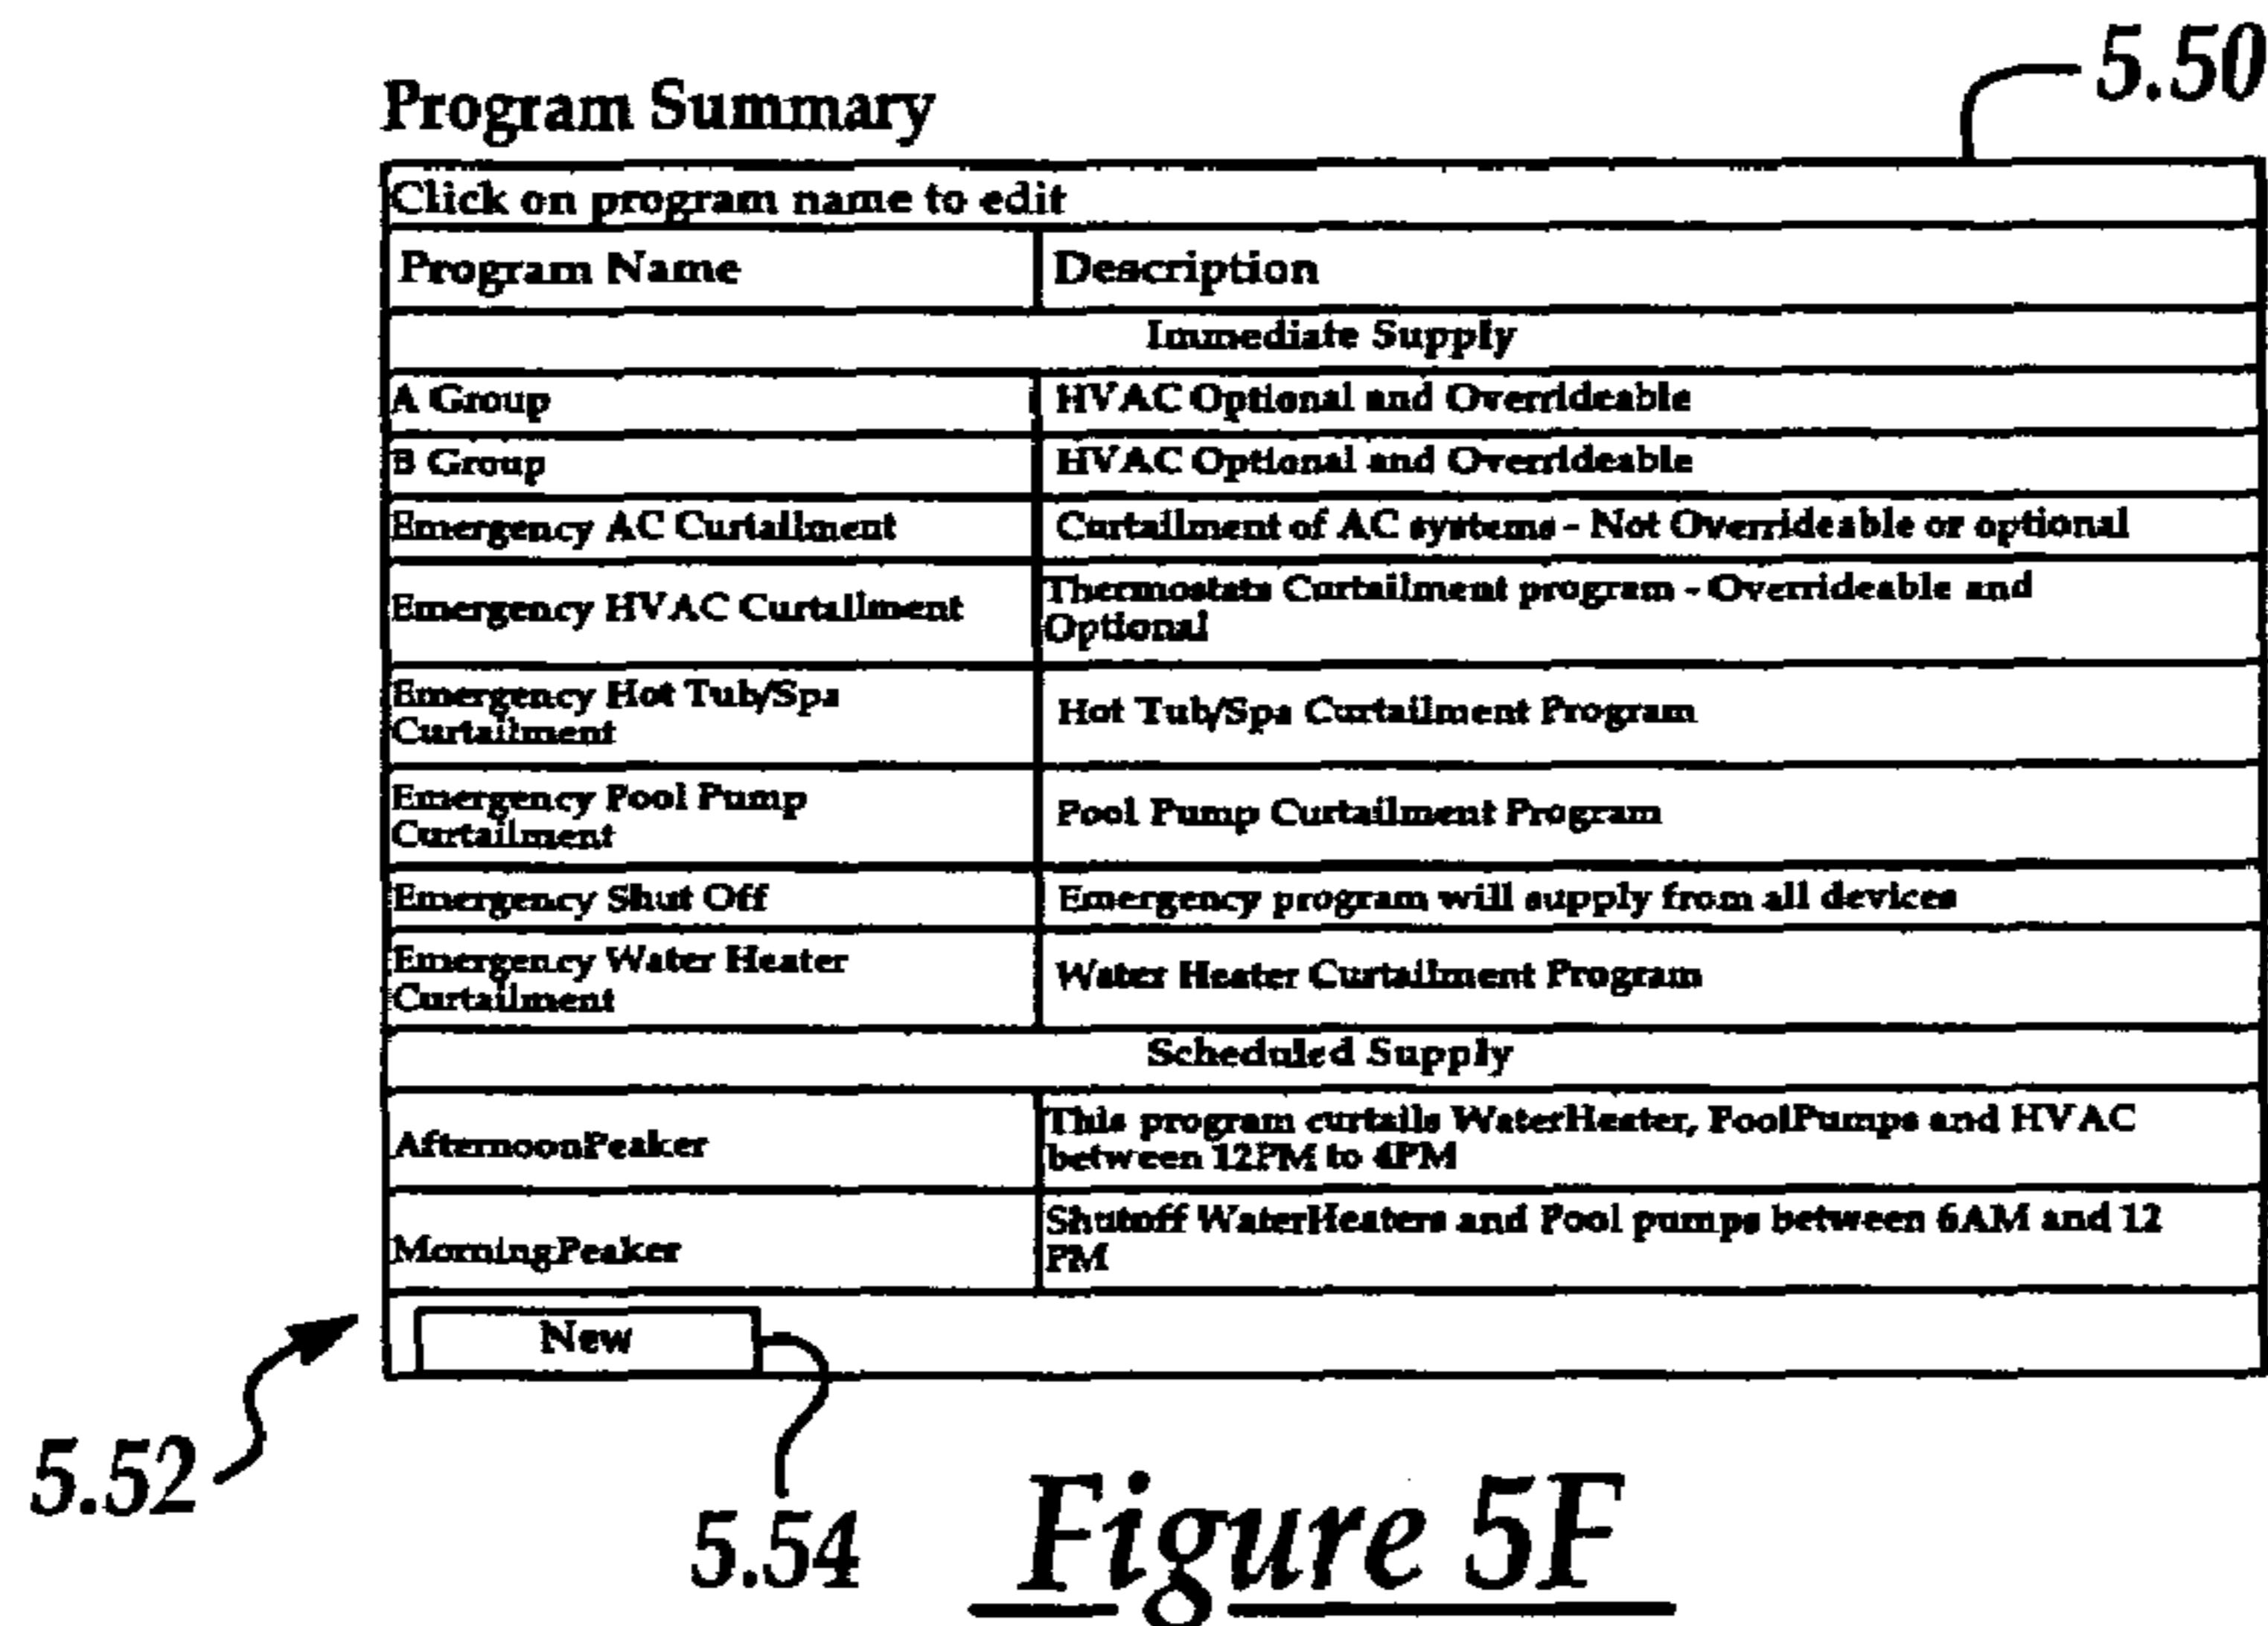 5.50
Program Summary
Click on program name to edit
Program Name Description
Immediate Supply
A Group HVAC Optional and Overrideable
B Group HVAC Optional and Overrideable
Emergency AC Curtailment Curtailment of AC systems - Not Overrideable or optional
Emergency HVAC Curtailment Thermostats Curtailment program - Overrideable and
Optional
Emergency Hot Tub/Spa
Curtailment
Hot Tub/Spa Curtailment Program
Emergency Pool Pump
Curtailment
Pool Pump Curtailment Program
Emergency Shut Off Emergency program will supply from all devices
Emergency Water Heater
Curtailment
Water Heater Curtailment Program
Scheduled Supply
AfternoonPeaker This program curtails WaterHeater, PoolPumps and HVAC
between 12PM to 4PM
MorningPeaker Shutoff WaterHeaters and Pool pumps between 6AM and 12
PM
New
5.52
5.54
Figure 5F